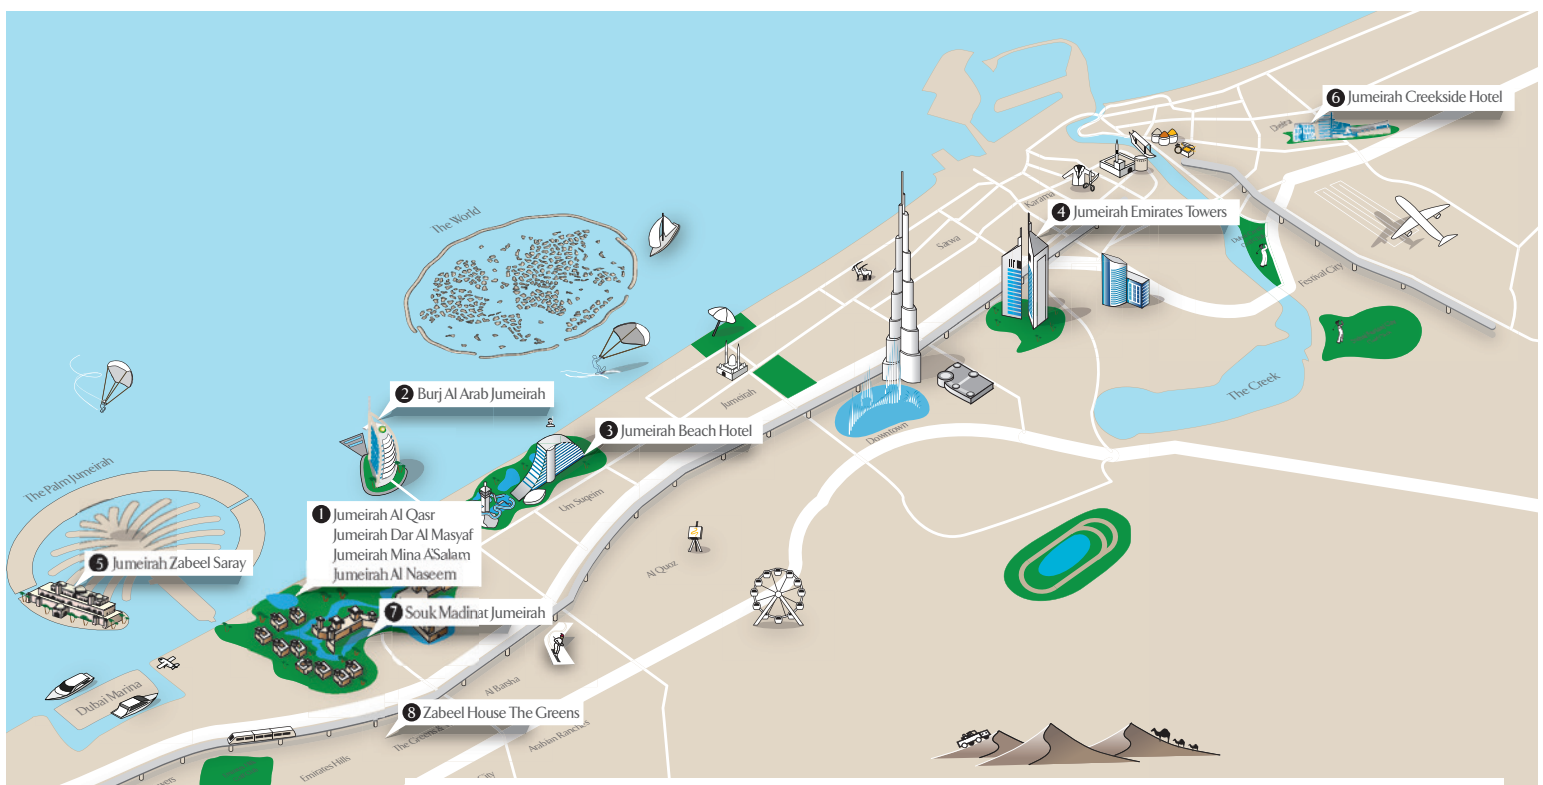 6 Jumeirah Creekside Hotel
Deira
Karama
4 Jumeirah Emirates Towers
Satwa
The World
Festival City
The Creek
2 Burj Al Arab Jumeirah
Jumeirah
3 Jumeirah Beach Hotel
Downtown
The Palm Jumeirah
Um Suqeim
1 Jumeirah Al Qasr
Jumeirah Dar Al Masyaf
Jumeirah Mina A'Salam
Jumeirah Al Naseem
5 Jumeirah Zabeel Saray
Al Quoz
7 Souk Madinat Jumeirah
Dubai Marina
Al Barsha
8 Zabeel House The Greens
The Greens &
Arabian Ranches
Emirates Hills
City